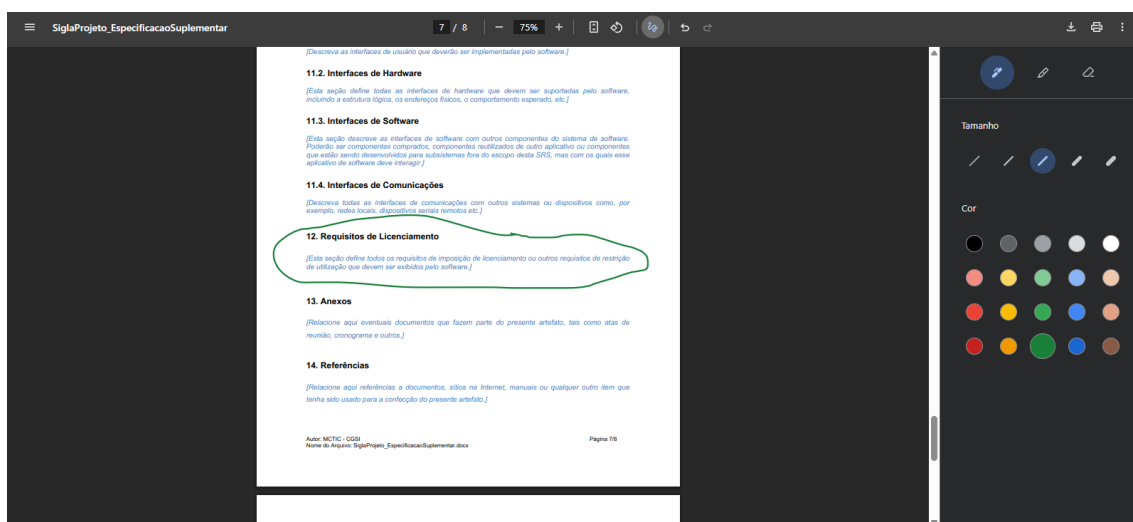 SiglaProjeto_EspecificacaoSuplementar
7 / 8
75%
[Descreva as interfaces de usuário que deverão ser implementadas pelo software.]
11.2. Interfaces de Hardware
[Esta seção define todas as interfaces de hardware que devem ser suportadas pelo software,
incluindo a estrutura lógica, os endereços físicos, o comportamento esperado, etc.]
11.3. Interfaces de Software
[Esta seção descreve as interfaces de software com outros componentes do sistema de software.
Poderão ser componentes comprados, componentes reutilizados de outro aplicativo ou componentes
que estão sendo desenvolvidos para subsistemas fora do escopo desta SRS, mas com os quais esse
aplicativo de software deve interagir.]
11.4. Interfaces de Comunicações
[Descreva todas as interfaces de comunicações com outros sistemas ou dispositivos como, por
exemplo, redes locais, dispositivos seriais remotos etc.]
12. Requisitos de Licenciamento
[Esta seção define todos os requisitos de imposição de licenciamento ou outros requisitos de restrição
de utilização que devem ser exibidos pelo software.]
13. Anexos
[Relacione aqui eventuais documentos que fazem parte do presente artefato, tais como atas de
reunião, cronograma e outros.]
14. Referências
[Relacione aqui referências a documentos, sítios na Internet, manuais ou qualquer outro item que
tenha sido usado para a confecção do presente artefato.]
Autor: MCTIC - CGSI
Página 7/8
Nome do Arquivo: SiglaProjeto_EspecificacaoSuplementar.docx
Tamanho
Cor